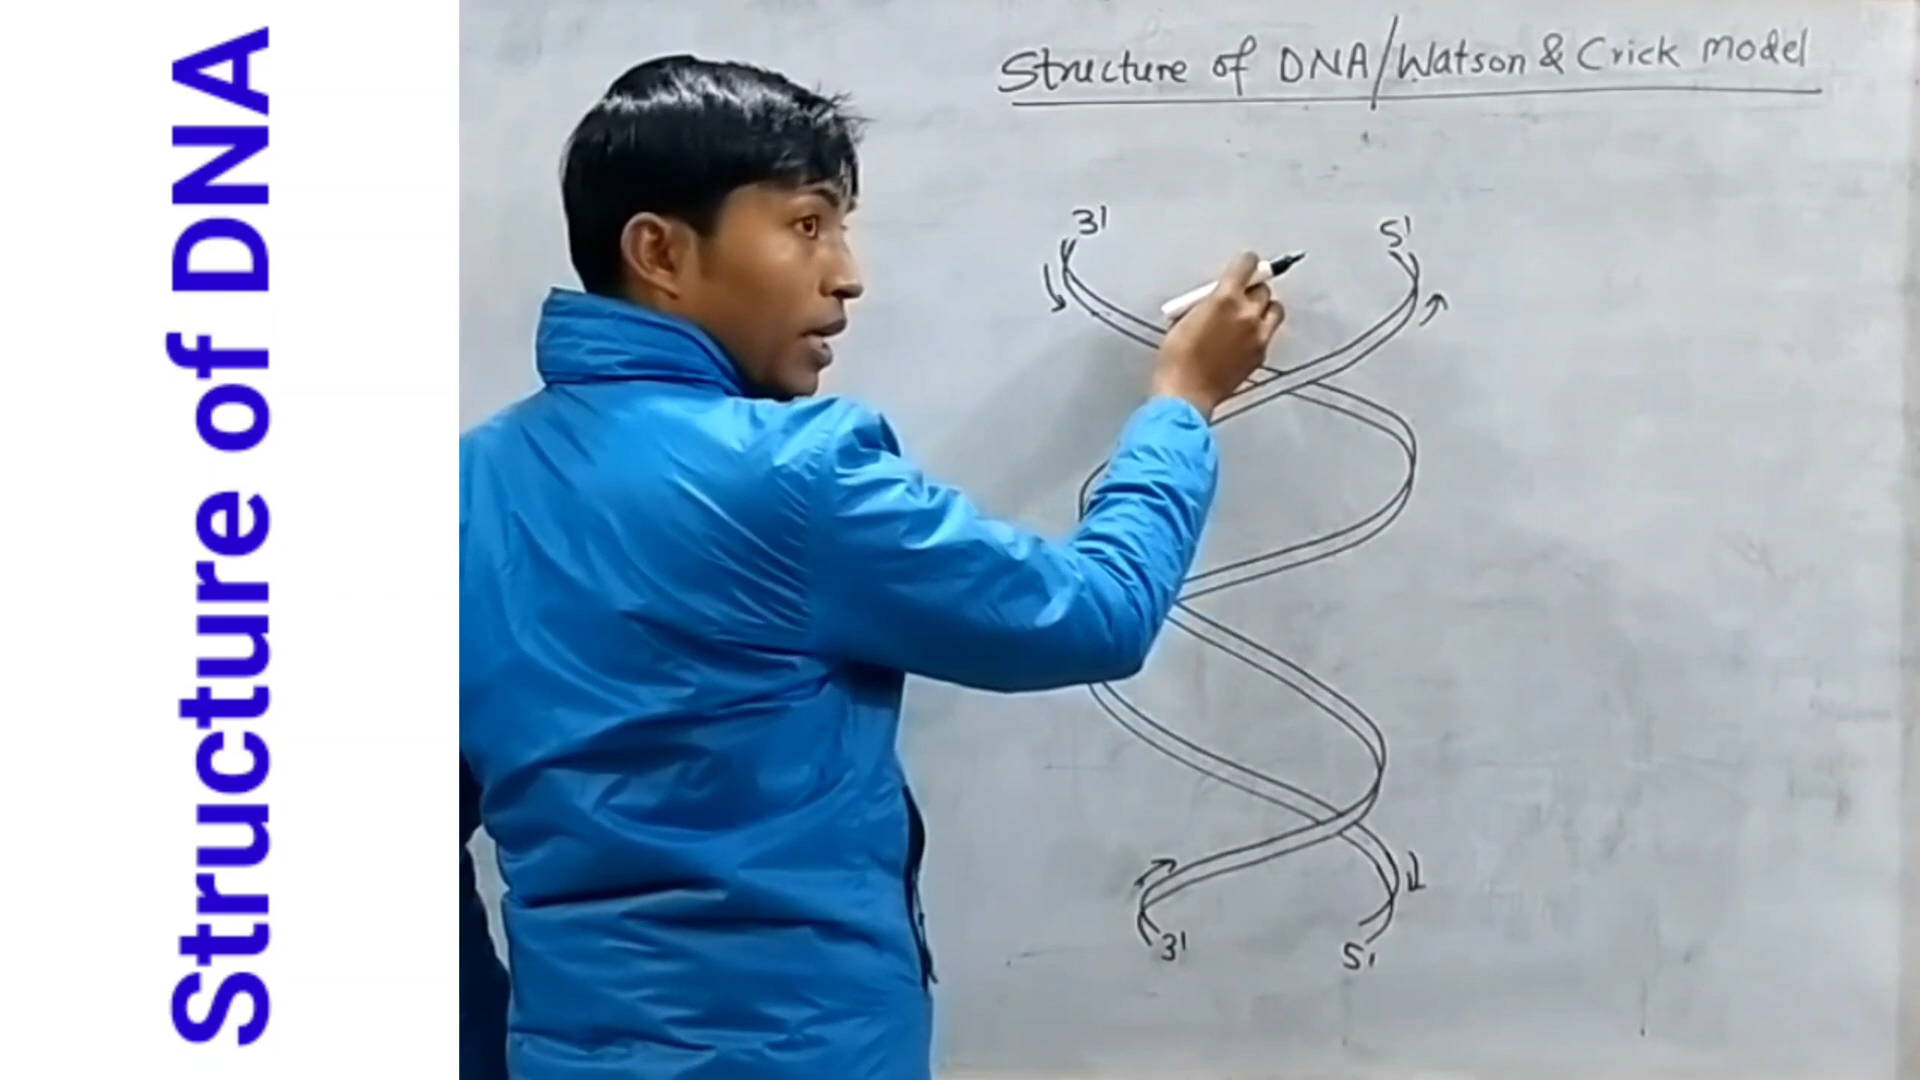 Structure of DNA
Structure of DNA/Watson & Crick Model
3' 5'
3' 5'